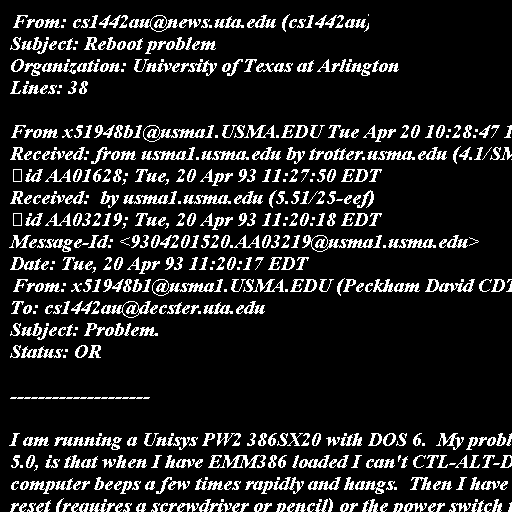 From: cs1442au@news.uta.edu (cs1442au)
Subject: Reboot problem
Organization: University of Texas at Arlington
Lines: 38

From x51948b1@usma1.USMA.EDU Tue Apr 20 10:28:47
Received: from usma1.usma.edu by trotter.usma.edu (4.1/SM
id AA01628; Tue, 20 Apr 93 11:27:50 EDT
Received:  by usma1.usma.edu (5.51/25-eef)
id AA03219; Tue, 20 Apr 93 11:20:18 EDT
Message-Id: <9304201520.AA03219@usma1.usma.edu>
Date: Tue, 20 Apr 93 11:20:17 EDT
From: x51948b1@usma1.USMA.EDU (Peckham David CDT
To: cs1442au@decster.uta.edu
Subject: Problem.
Status: OR

--------------------

I am running a Unisys PW2 386SX20 with DOS 6.  My probl
5.0, is that when I have EMM386 loaded I can't CTL-ALT-D
computer beeps a few times rapidly and hangs.  Then I have
reset (requires a screwdriver or pencil) or the power switch